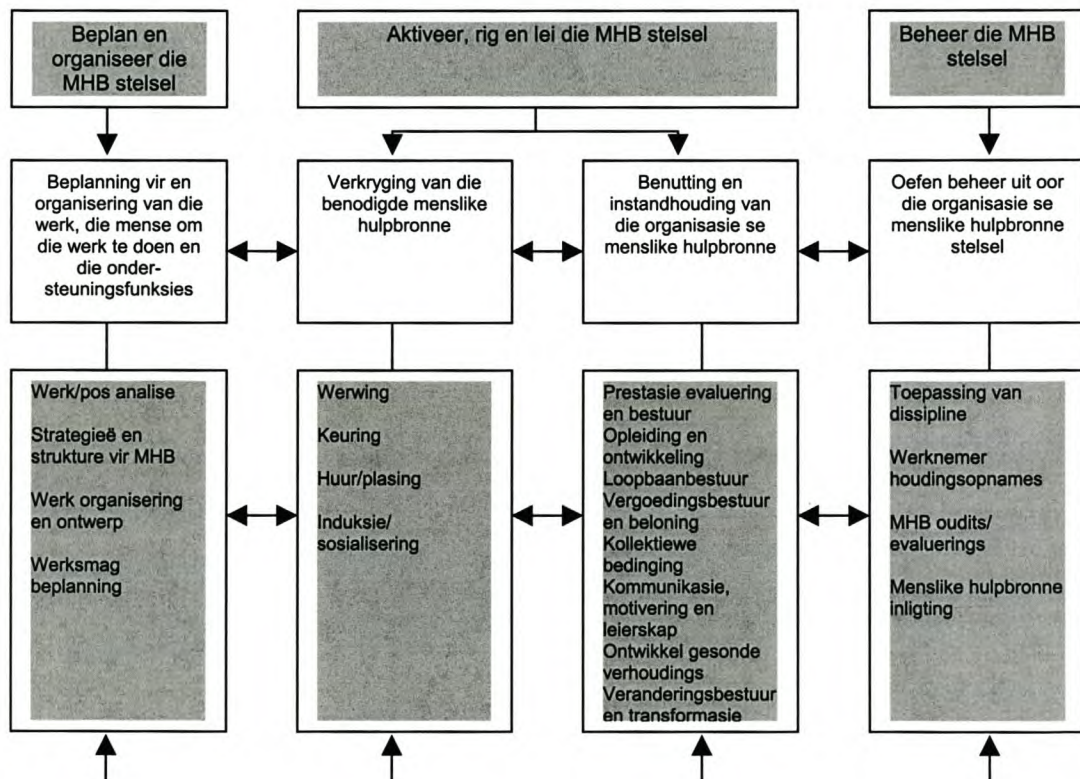 Beplan en
organiseer die
MHB stelsel
Aktiveer, rig en lei die MHB stelsel
Beheer die MHB
stelsel
Beplanning vir en
organisering van die
werk, die mense om
die werk te doen en
die onder-
steuningsfunksies
Verkryging van die
benodigde menslike
hulpbronne
Benutting en
instandhouding van
die organisasie se
menslike hulpbronne
Oefen beheer uit oor
die organisasie se
menslike hulpbronne
stelsel
Werk/pos analise
Strategieë en
strukture vir MHB
Werk organisering
en ontwerp
Werksmag
beplanning
Werwing
Keuring
Huur/plasing
Induksie/
sosialisering
Prestasie evaluering
en bestuur
Opleiding en
ontwikkeling
Loopbaanbestuur
Vergoedingsbestuur
en beloning
Kollektiewe
bedinging
Kommunikasie,
motivering en
leierskap
Ontwikkel gesonde
verhoudings
Veranderingsbestuur
en transformasie
Toepassing van
dissipline
Werknemer
houdingsopnames
MHB oudits/
evaluerings
Menslike hulpbronne
inligting